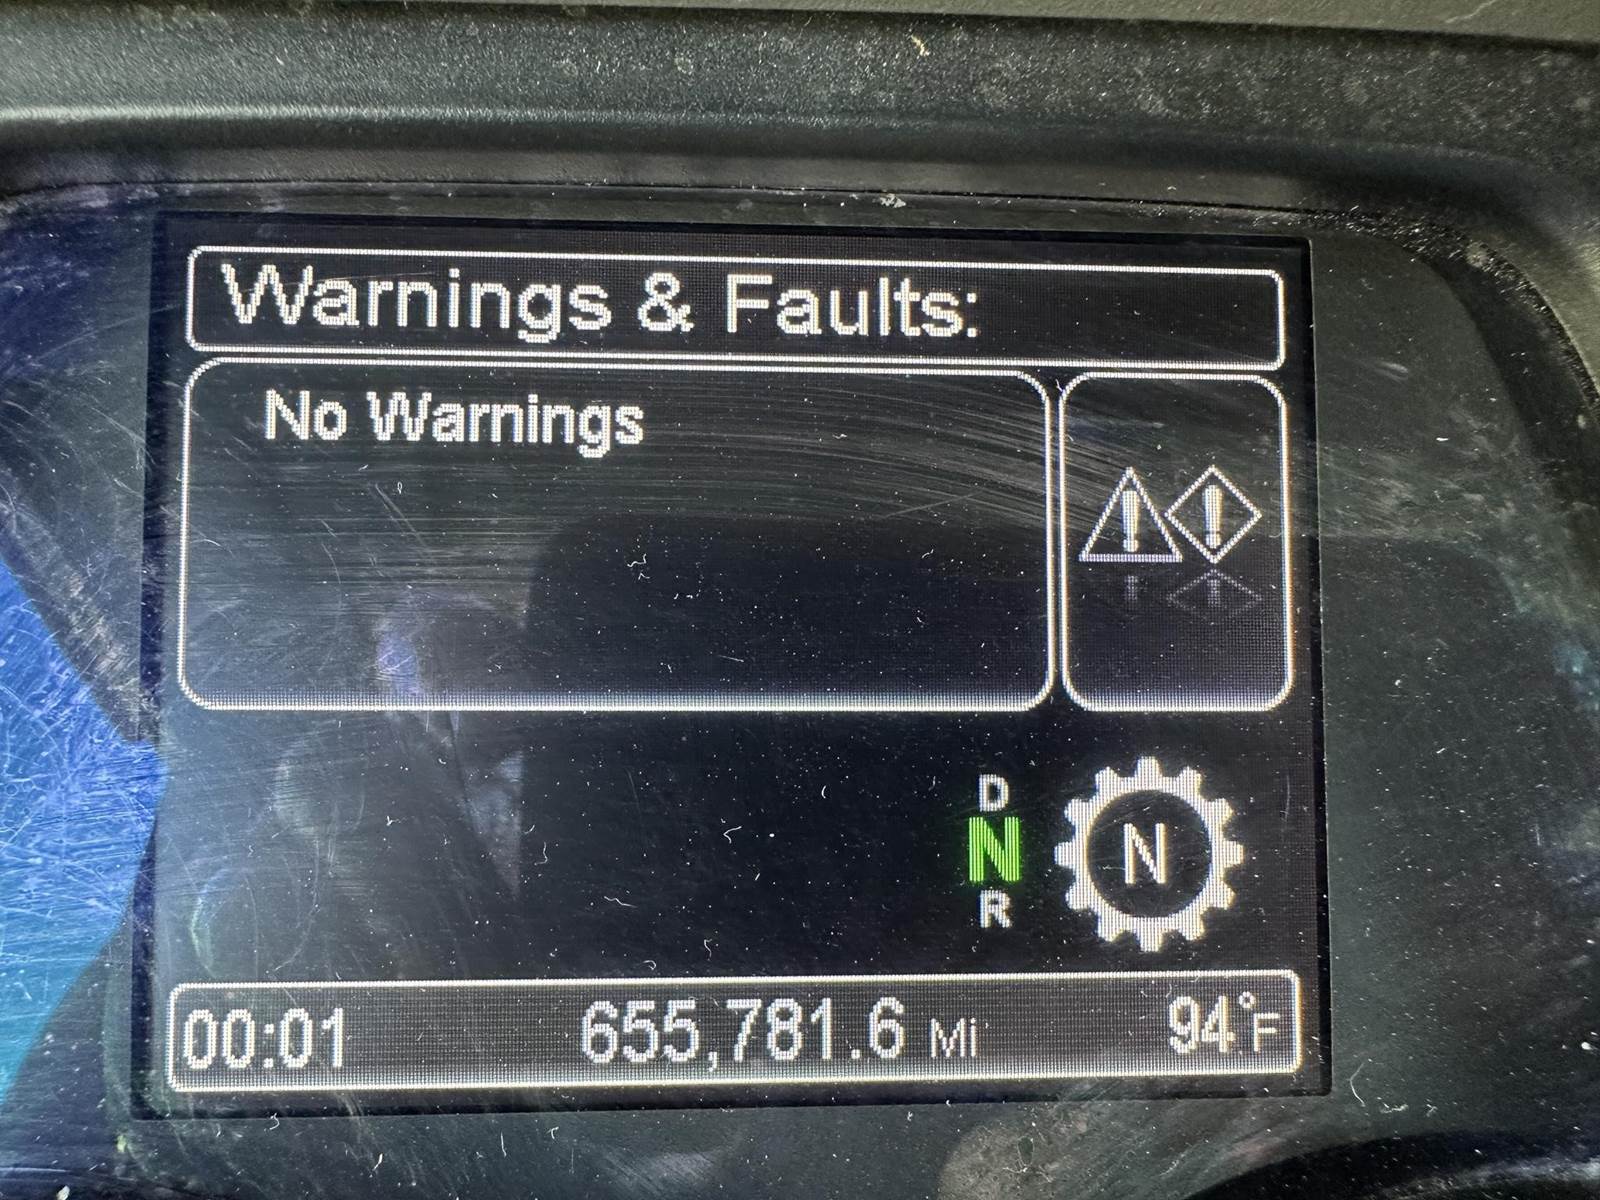 Warnings & Faults:
No Warnings
D
N
R
N
00:01 655,781.6 Mi 94°F